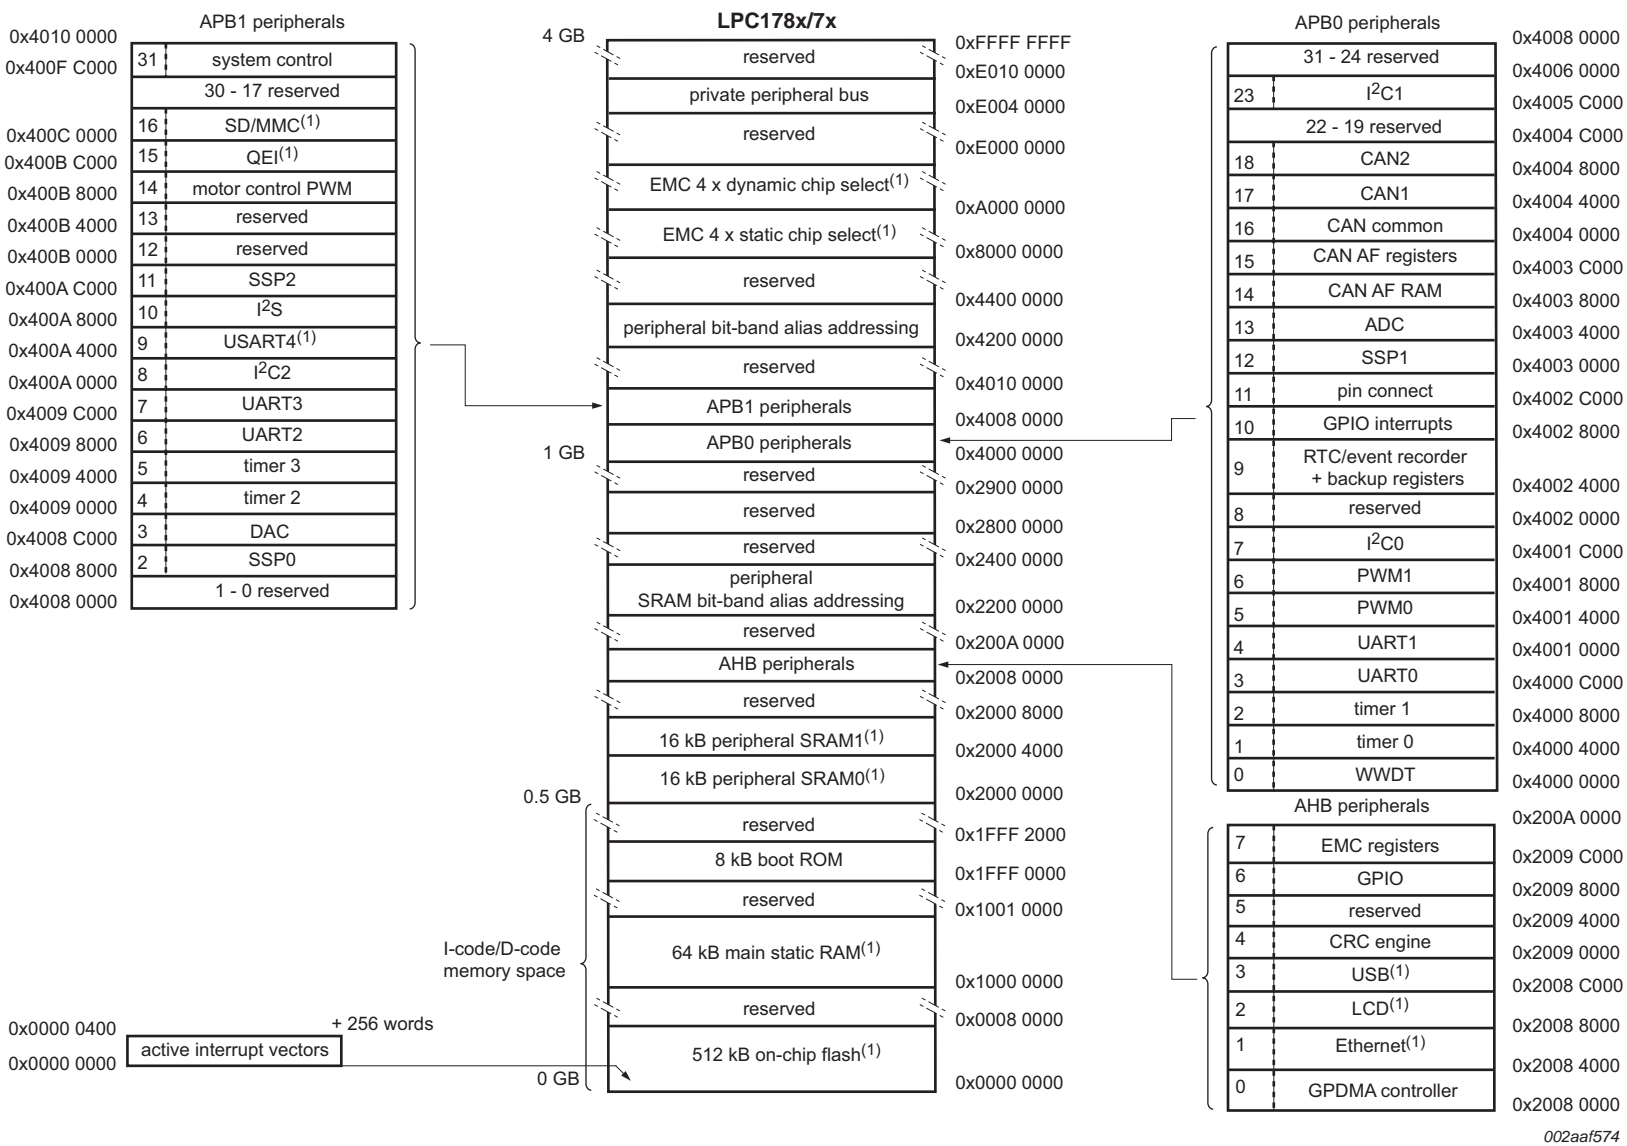 LPC178x/7x
APB1 peripherals
0x4010 0000
31 system control
0x400F C000
30 - 17 reserved
16 SD/MMC(1)
0x400C 0000
15 QEI(1)
0x400B C000
14 motor control PWM
0x400B 8000
13 reserved
0x400B 4000
12 reserved
0x400B 0000
11 SSP2
0x400A C000
10 I2S
0x400A 8000
9 USART4(1)
0x400A 4000
8 I2C2
0x400A 0000
7 UART3
0x4009 C000
6 UART2
0x4009 8000
5 timer 3
0x4009 4000
4 timer 2
0x4009 0000
3 DAC
0x4008 C000
2 SSP0
0x4008 8000
1 - 0 reserved
0x4008 0000
+ 256 words
0x0000 0400
active interrupt vectors
0x0000 0000
4 GB
0xFFFF FFFF
reserved
0xE010 0000
private peripheral bus
0xE004 0000
reserved
0xE000 0000
EMC 4 x dynamic chip select(1)
0xA000 0000
EMC 4 x static chip select(1)
0x8000 0000
reserved
0x4400 0000
peripheral bit-band alias addressing
0x4200 0000
reserved
0x4010 0000
APB1 peripherals
0x4008 0000
APB0 peripherals
1 GB
0x4000 0000
reserved
0x2900 0000
reserved
0x2800 0000
reserved
0x2400 0000
peripheral
SRAM bit-band alias addressing
0x2200 0000
reserved
0x200A 0000
AHB peripherals
0x2008 0000
reserved
0x2000 8000
16 kB peripheral SRAM1(1)
0x2000 4000
16 kB peripheral SRAM0(1)
0.5 GB
0x2000 0000
reserved
0x1FFF 2000
8 kB boot ROM
0x1FFF 0000
reserved
0x1001 0000
I-code/D-code
memory space
64 kB main static RAM(1)
0x1000 0000
reserved
0x0008 0000
512 kB on-chip flash(1)
0 GB
0x0000 0000
APB0 peripherals
0x4008 0000
31 - 24 reserved
0x4006 0000
23 I2C1
0x4005 C000
22 - 19 reserved
0x4004 C000
18 CAN2
0x4004 8000
17 CAN1
0x4004 4000
16 CAN common
0x4004 0000
15 CAN AF registers
0x4003 C000
14 CAN AF RAM
0x4003 8000
13 ADC
0x4003 4000
12 SSP1
0x4003 0000
11 pin connect
0x4002 C000
10 GPIO interrupts
0x4002 8000
9 RTC/event recorder
+ backup registers
0x4002 4000
8 reserved
0x4002 0000
7 I2C0
0x4001 C000
6 PWM1
0x4001 8000
5 PWM0
0x4001 4000
4 UART1
0x4001 0000
3 UART0
0x4000 C000
2 timer 1
0x4000 8000
1 timer 0
0x4000 4000
0 WWDT
0x4000 0000
AHB peripherals
0x200A 0000
7 EMC registers
0x2009 C000
6 GPIO
0x2009 8000
5 reserved
0x2009 4000
4 CRC engine
0x2009 0000
3 USB(1)
0x2008 C000
2 LCD(1)
0x2008 8000
1 Ethernet(1)
0x2008 4000
0 GPDMA controller
0x2008 0000
002aaf574